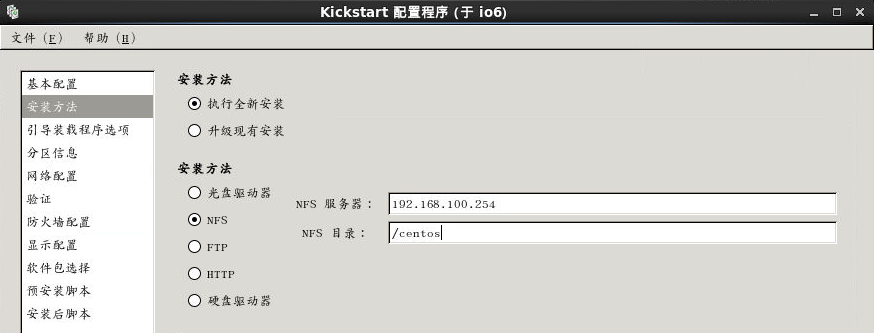 Kickstart 配置程序 (于 io6)
文件（F） 帮助（H）
基本配置
安装方法
引导装载程序选项
分区信息
网络配置
验证
防火墙配置
显示配置
软件包选择
预安装脚本
安装后脚本
安装方法
执行全新安装
升级现有安装
安装方法
光盘驱动器
NFS
FTP
HTTP
硬盘驱动器
NFS 服务器： 192.168.100.254
NFS 目录： /centos